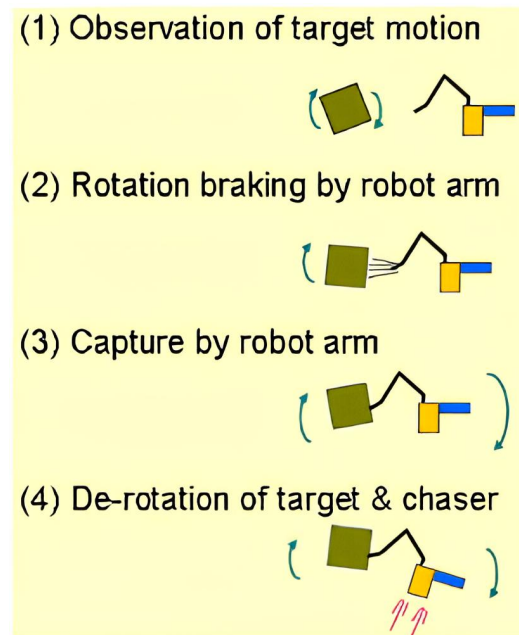 (1) Observation of target motion
(2) Rotation braking by robot arm
(3) Capture by robot arm
(4) De-rotation of target & chaser